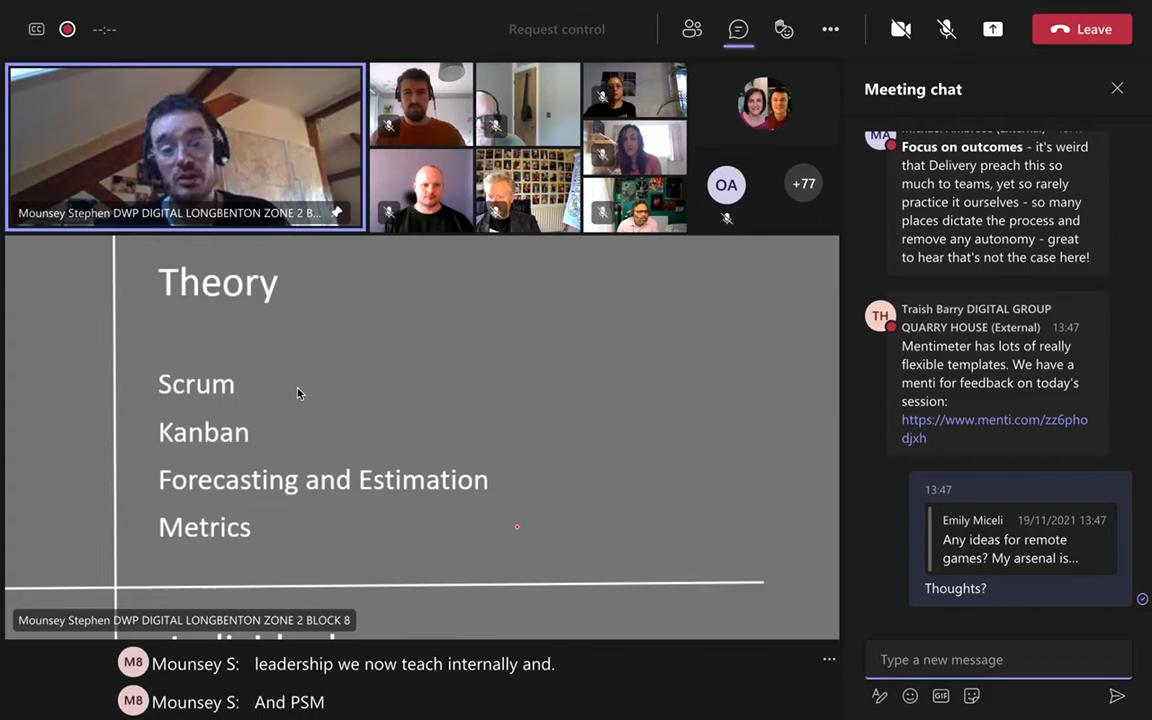 CC
--:--
Request control
Leave
Mounsey Stephen DWP DIGITAL LONGBENTON ZONE 2 B...
OA
+77
Theory
Scrum
Kanban
Forecasting and Estimation
Metrics
Mounsey Stephen DWP DIGITAL LONGBENTON ZONE 2 BLOCK 8
M8 Mounsey S: leadership we now teach internally and.
M8 Mounsey S: And PSM
Meeting chat
MA
Focus on outcomes - it's weird
that Delivery preach this so
much to teams, yet so rarely
practice it ourselves - so many
places dictate the process and
remove any autonomy - great
to hear that's not the case here!
TH
Traish Barry DIGITAL GROUP
QUARRY HOUSE (External) 13:47
Mentimeter has lots of really
flexible templates. We have a
menti for feedback on today's
session:
https://www.menti.com/zz6pho
djxh
13:47
Emily Miceli 19/11/2021 13:47
Any ideas for remote
games? My arsenal is...
Thoughts?
Type a new message
GIF